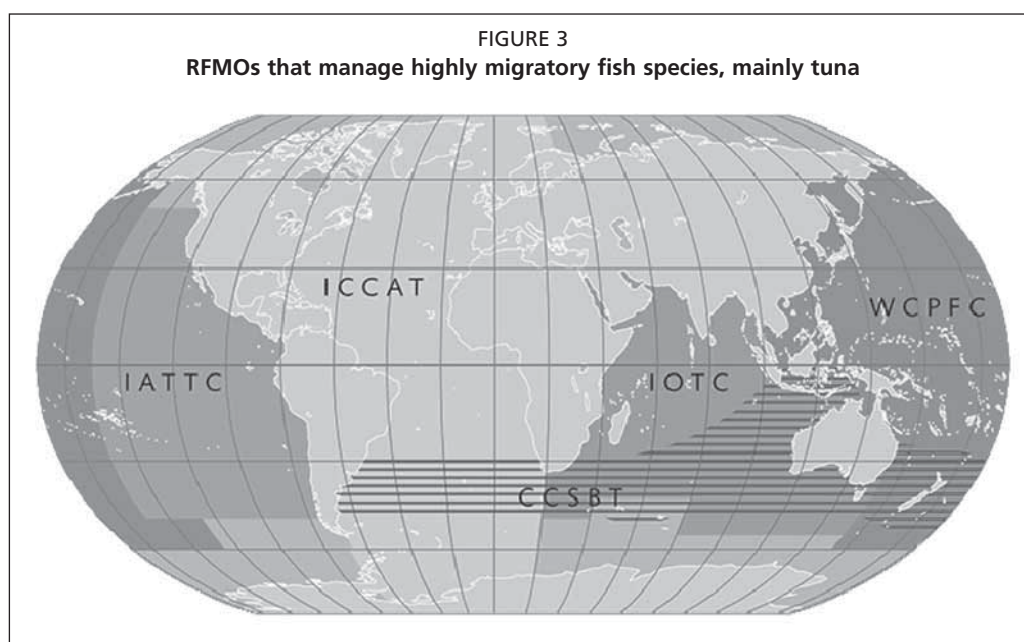 FIGURE 3
RFMOs that manage highly migratory fish species, mainly tuna
ICCAT
WCPFC
IATTC
IOTC
CCSBT